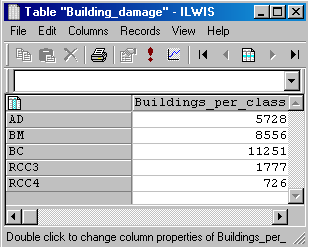 Table "Building_damage" - ILWIS
File Edit Columns Records View Help
Buildings_per_class
AD 5728
BM 8556
BC 11251
RCC3 1777
RCC4 726
Double click to change column properties of Buildings_per_